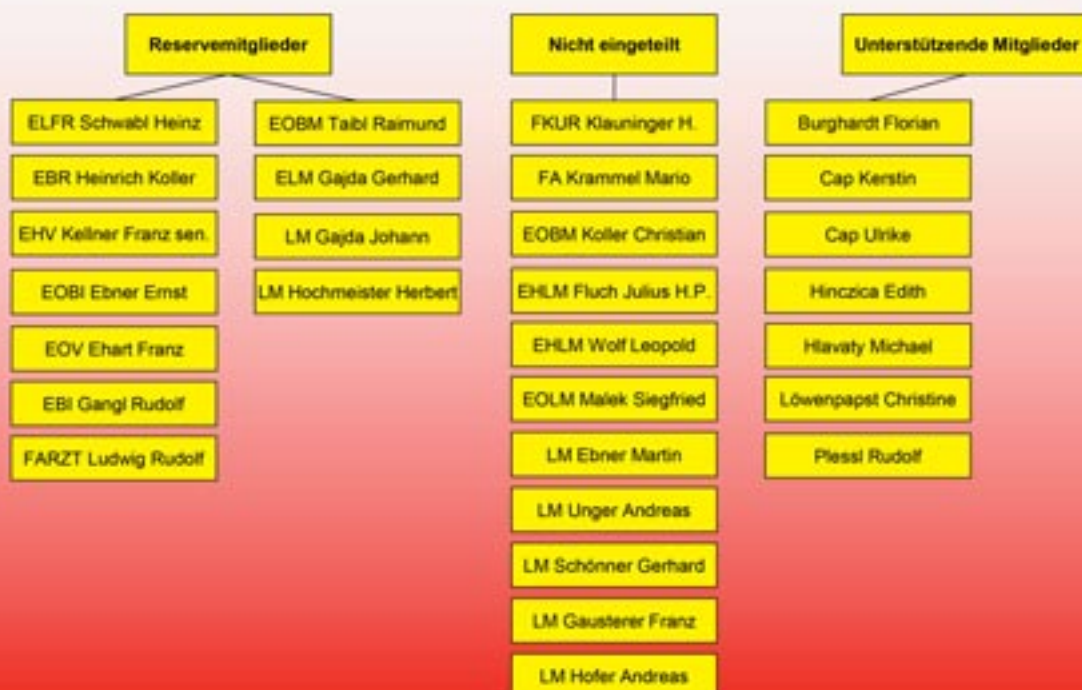 Reservemitglieder
ELFR Schwabl Heinz
EBR Heinrich Koller
EHV Kellner Franz sen.
EOBI Ebner Ernst
EOV Ehart Franz
EBI Gangl Rudolf
FARZT Ludwig Rudolf
EOBM Taibl Raimund
ELM Gajda Gerhard
LM Gajda Johann
LM Hochmeister Herbert
Nicht eingeteilt
FKUR Klauninger H.
FA Krammel Mario
EOBM Koller Christian
EHLM Fluch Julius H.P.
EHLM Wolf Leopold
EOLM Malek Siegfried
LM Ebner Martin
LM Unger Andreas
LM Schönner Gerhard
LM Gausterer Franz
LM Hofer Andreas
Unterstützende Mitglieder
Burghardt Florian
Cap Kerstin
Cap Ulrike
Hinczica Edith
Hlavaty Michael
Löwenpapst Christine
Plessl Rudolf